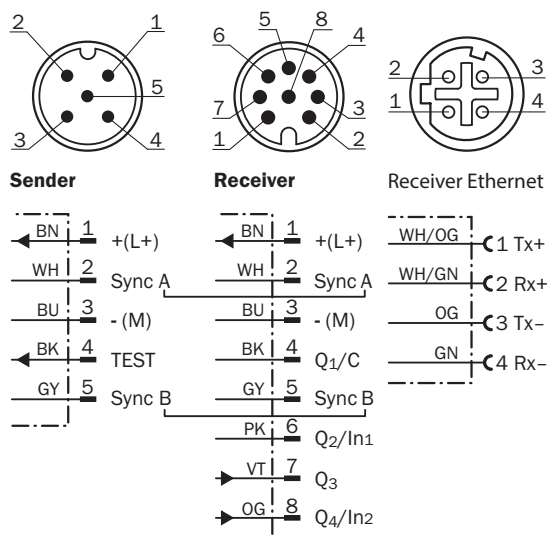 2 1
5
3 4
5 8
6 4
7 3
1 2
2 3
1 4
Sender
BN 1 +(L+)
WH 2 Sync A
BU 3 - (M)
BK 4 TEST
GY 5 Sync B
Receiver
BN 1 +(L+)
WH 2 Sync A
BU 3 - (M)
BK 4 Q1/C
GY 5 Sync B
PK 6 Q2/In1
VT 7 Q3
OG 8 Q4/In2
Receiver Ethernet
WH/OG 1 Tx+
WH/GN 2 Rx+
OG 3 Tx–
GN 4 Rx–